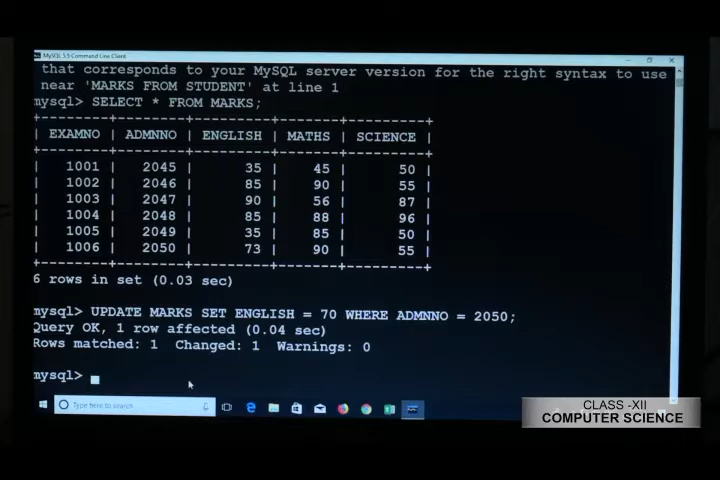 MySQL 5.5 Command Line Client
that corresponds to your MySQL server version for the right syntax to use
near 'MARKS FROM STUDENT' at line 1
mysql> SELECT * FROM MARKS;
+--------+--------+---------+-------+---------+
| EXAMNO | ADMNNO | ENGLISH | MATHS | SCIENCE |
+--------+--------+---------+-------+---------+
| 1001 | 2045 | 35 | 45 | 50 |
| 1002 | 2046 | 85 | 90 | 55 |
| 1003 | 2047 | 90 | 56 | 87 |
| 1004 | 2048 | 85 | 88 | 96 |
| 1005 | 2049 | 35 | 85 | 50 |
| 1006 | 2050 | 73 | 90 | 55 |
+--------+--------+---------+-------+---------+
6 rows in set (0.03 sec)
mysql> UPDATE MARKS SET ENGLISH = 70 WHERE ADMNNO = 2050;
Query OK, 1 row affected (0.04 sec)
Rows matched: 1 Changed: 1 Warnings: 0
mysql>
Type here to search
CLASS -XII
COMPUTER SCIENCE